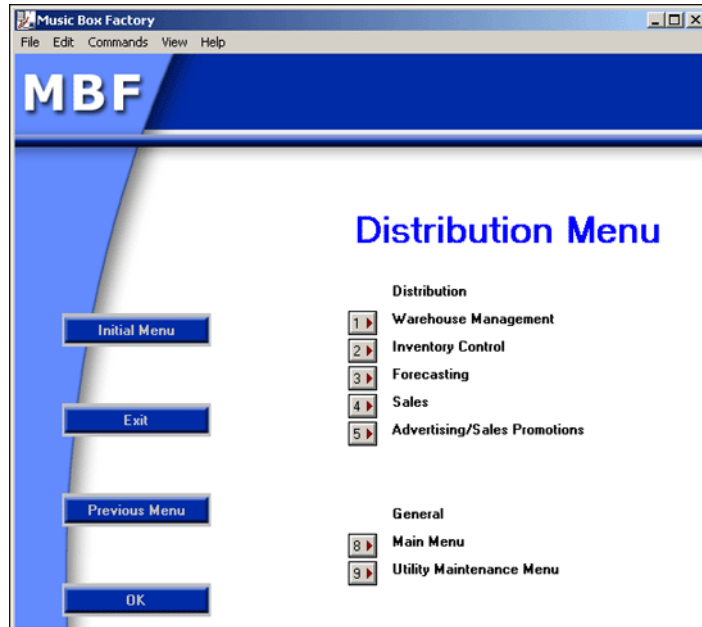 Music Box Factory
File Edit Commands View Help
MBF
Distribution Menu
Distribution
1 Warehouse Management
2 Inventory Control
3 Forecasting
4 Sales
5 Advertising/Sales Promotions
General
8 Main Menu
9 Utility Maintenance Menu
Initial Menu
Exit
Previous Menu
OK